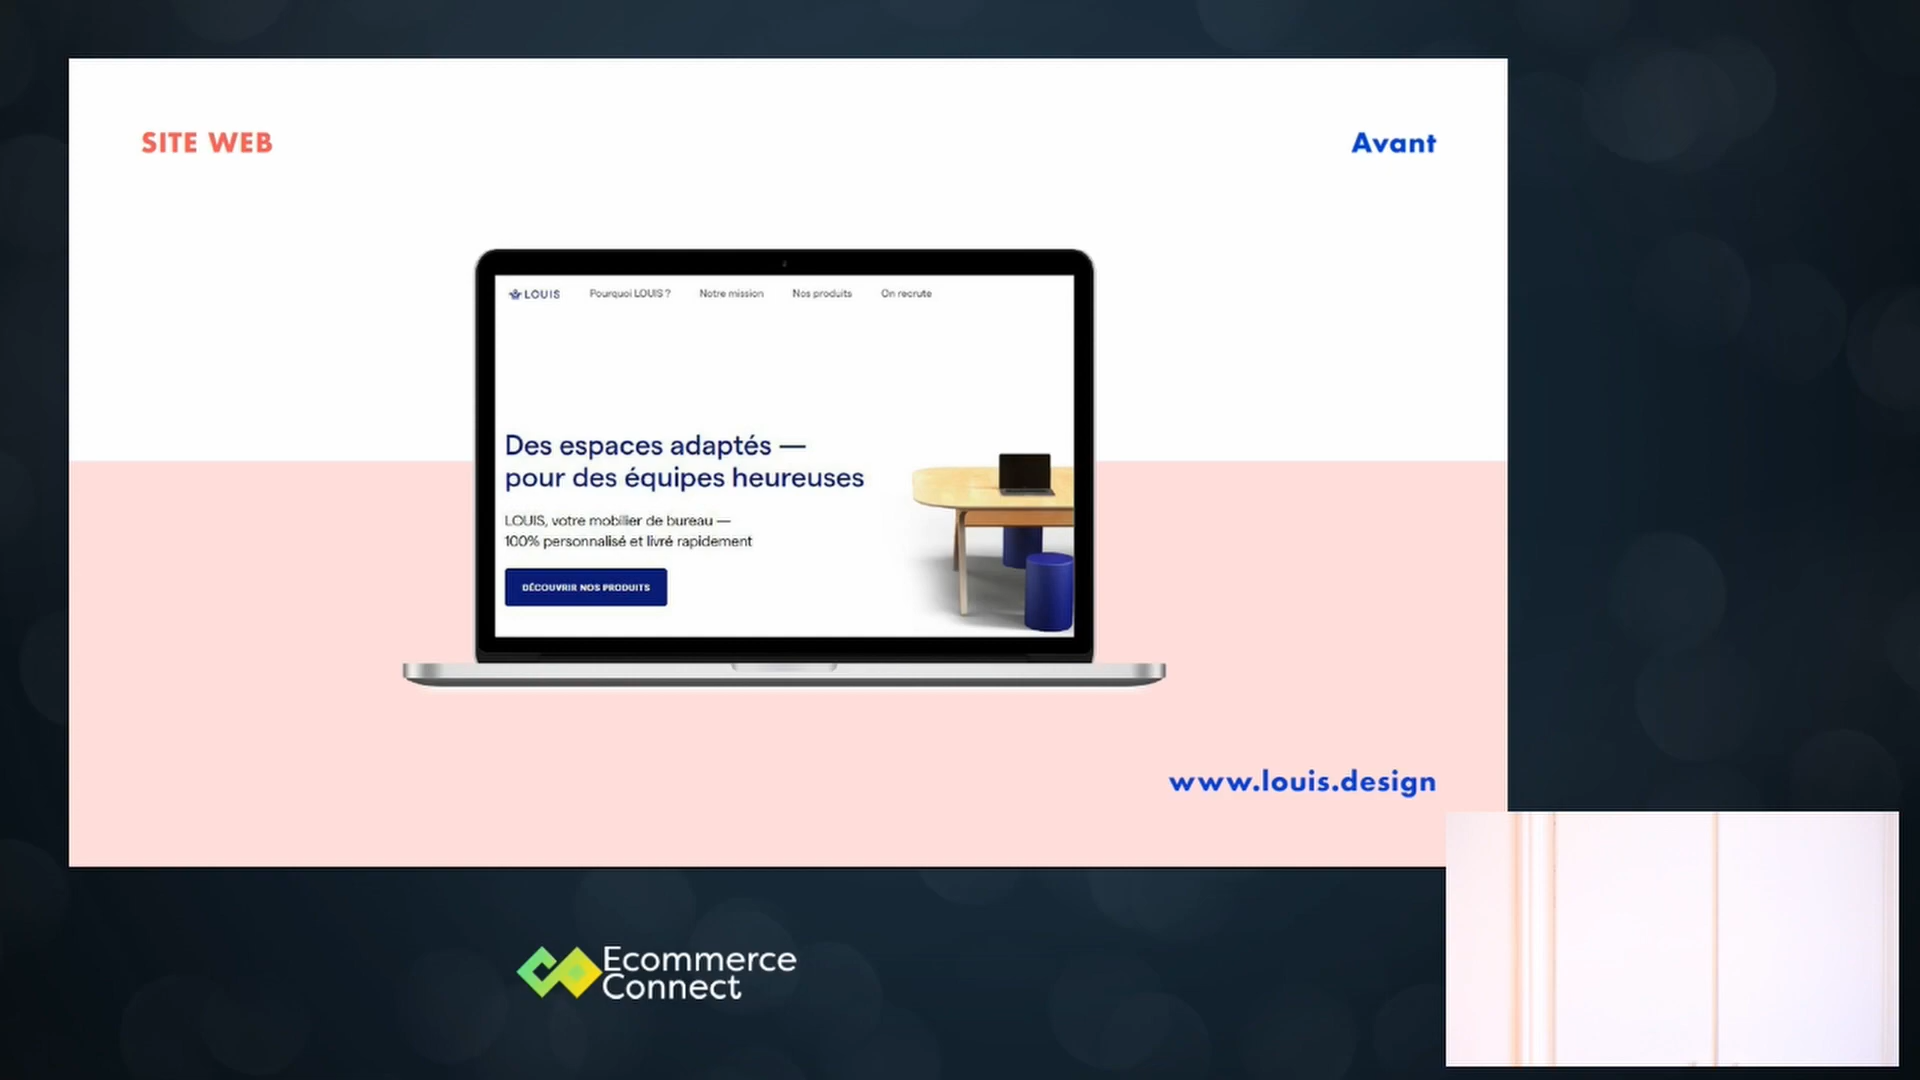 SITE WEB
Avant
LOUIS
Pourquoi LOUIS ?
Notre mission
Nos produits
On recrute
Des espaces adaptés —
pour des équipes heureuses
LOUIS, votre mobilier de bureau —
100% personnalisé et livré rapidement
DÉCOUVRIR NOS PRODUITS
www.louis.design
Ecommerce
Connect